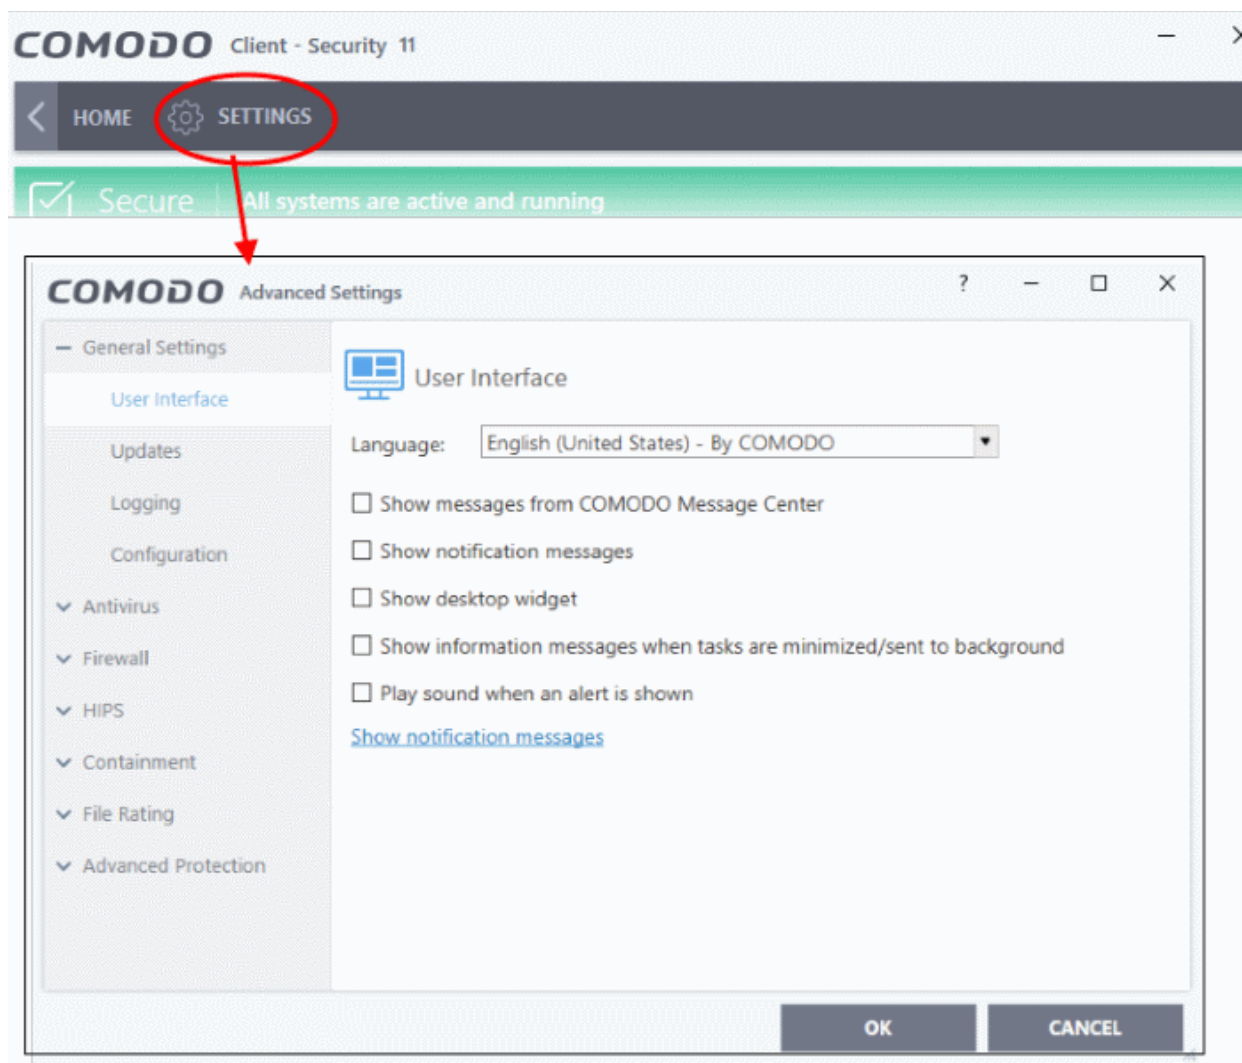 COMODO Client - Security 11
HOME SETTINGS
Secure All systems are active and running
COMODO Advanced Settings ?
General Settings
User Interface
Updates
Logging
Configuration
Antivirus
Firewall
HIPS
Containment
File Rating
Advanced Protection
User Interface
Language: English (United States) - By COMODO
Show messages from COMODO Message Center
Show notification messages
Show desktop widget
Show information messages when tasks are minimized/sent to background
Play sound when an alert is shown
Show notification messages
OK CANCEL